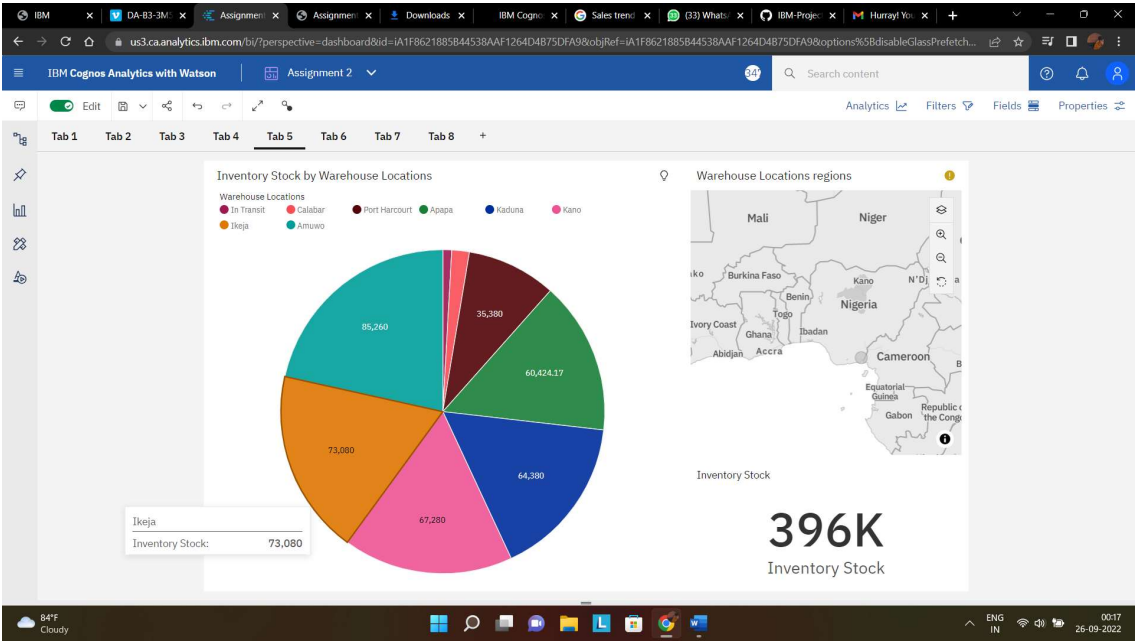 IBM
DA-B3-3M
Assignment
Assignment
Downloads
IBM Cogno
Sales trend
(33) Whats
IBM-Projec
Hurray! You
us3.ca.analytics.ibm.com/bi/?perspective=dashboard&id=iA1F8621885B44538AAF1264D4B75DFA9&objRef=iA1F8621885B44538AAF1264D4B75DFA9&options%5BdisableGlassPrefetch...
IBM Cognos Analytics with Watson
Assignment 2
34
Search content
Edit
Analytics
Filters
Fields
Properties
Tab 1 Tab 2 Tab 3 Tab 4 Tab 5 Tab 6 Tab 7 Tab 8 +
Inventory Stock by Warehouse Locations
Warehouse Locations
In Transit Calabar Port Harcourt Apapa Kaduna Kano
Ikeja Amuwo
35,380
85,260
60,424.17
73,080
64,380
67,280
Ikeja
Inventory Stock: 73,080
Warehouse Locations regions
Mali Niger
Burkina Faso Kano N'Dj
Benin
Nigeria
Togo
Ivory Coast
Ghana Ibadan
Abidjan Accra
Cameroon
Equatorial
Guinea
Republic
Gabon the Cong
Inventory Stock
396K
Inventory Stock
84°F
Cloudy
ENG
IN
00:17
26-09-2022